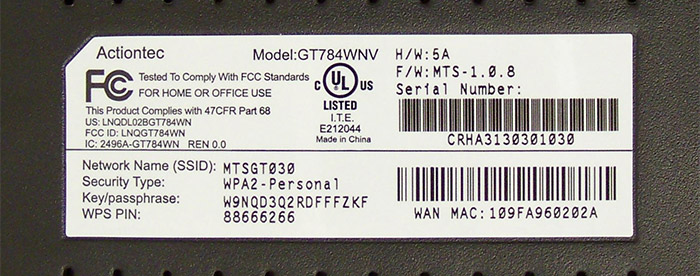 Actiontec Model:GT784WNV
FC Tested To Comply With FCC Standards
FOR HOME OR OFFICE USE
This Product Complies with 47CFR Part 68
US: LNQDL02BGT784WN
FCC ID: LNQGT784WN
IC: 2496A-GT784WN REN 0.0
C UL US
LISTED
I.T.E.
E212044
Made in China
H/W:5A
F/W:MTS-1.0.8
Serial Number:
CRHA3130301030
Network Name (SSID): MTSGT030
Security Type: WPA2-Personal
Key/passphrase: W9NQD3Q2RDFFFZKF
WPS PIN: 88666266
WAN MAC:109FA960202A